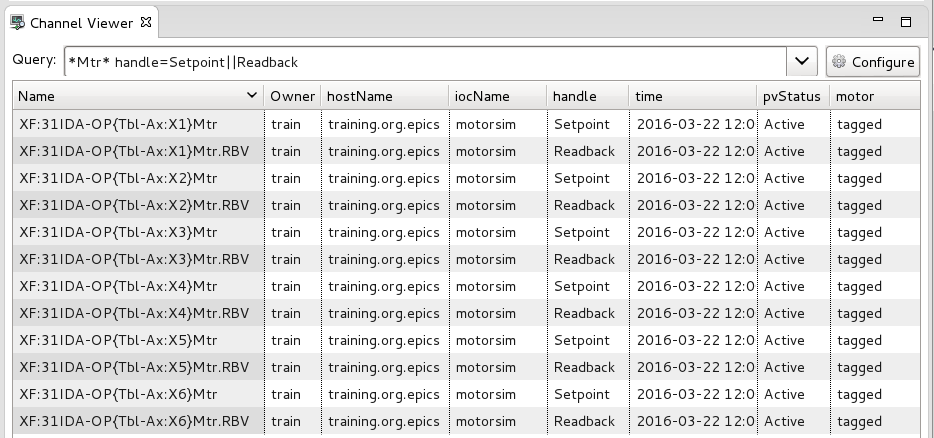 Channel Viewer
Query: *Mtr* handle=Setpoint||Readback Configure
Name Owner hostName iocName handle time pvStatus motor
XF:31IDA-OP{Tbl-Ax:X1}Mtr train training.org.epics motorsim Setpoint 2016-03-22 12:0 Active tagged
XF:31IDA-OP{Tbl-Ax:X1}Mtr.RBV train training.org.epics motorsim Readback 2016-03-22 12:0 Active tagged
XF:31IDA-OP{Tbl-Ax:X2}Mtr train training.org.epics motorsim Setpoint 2016-03-22 12:0 Active tagged
XF:31IDA-OP{Tbl-Ax:X2}Mtr.RBV train training.org.epics motorsim Readback 2016-03-22 12:0 Active tagged
XF:31IDA-OP{Tbl-Ax:X3}Mtr train training.org.epics motorsim Setpoint 2016-03-22 12:0 Active tagged
XF:31IDA-OP{Tbl-Ax:X3}Mtr.RBV train training.org.epics motorsim Readback 2016-03-22 12:0 Active tagged
XF:31IDA-OP{Tbl-Ax:X4}Mtr train training.org.epics motorsim Setpoint 2016-03-22 12:0 Active tagged
XF:31IDA-OP{Tbl-Ax:X4}Mtr.RBV train training.org.epics motorsim Readback 2016-03-22 12:0 Active tagged
XF:31IDA-OP{Tbl-Ax:X5}Mtr train training.org.epics motorsim Setpoint 2016-03-22 12:0 Active tagged
XF:31IDA-OP{Tbl-Ax:X5}Mtr.RBV train training.org.epics motorsim Readback 2016-03-22 12:0 Active tagged
XF:31IDA-OP{Tbl-Ax:X6}Mtr train training.org.epics motorsim Setpoint 2016-03-22 12:0 Active tagged
XF:31IDA-OP{Tbl-Ax:X6}Mtr.RBV train training.org.epics motorsim Readback 2016-03-22 12:0 Active tagged